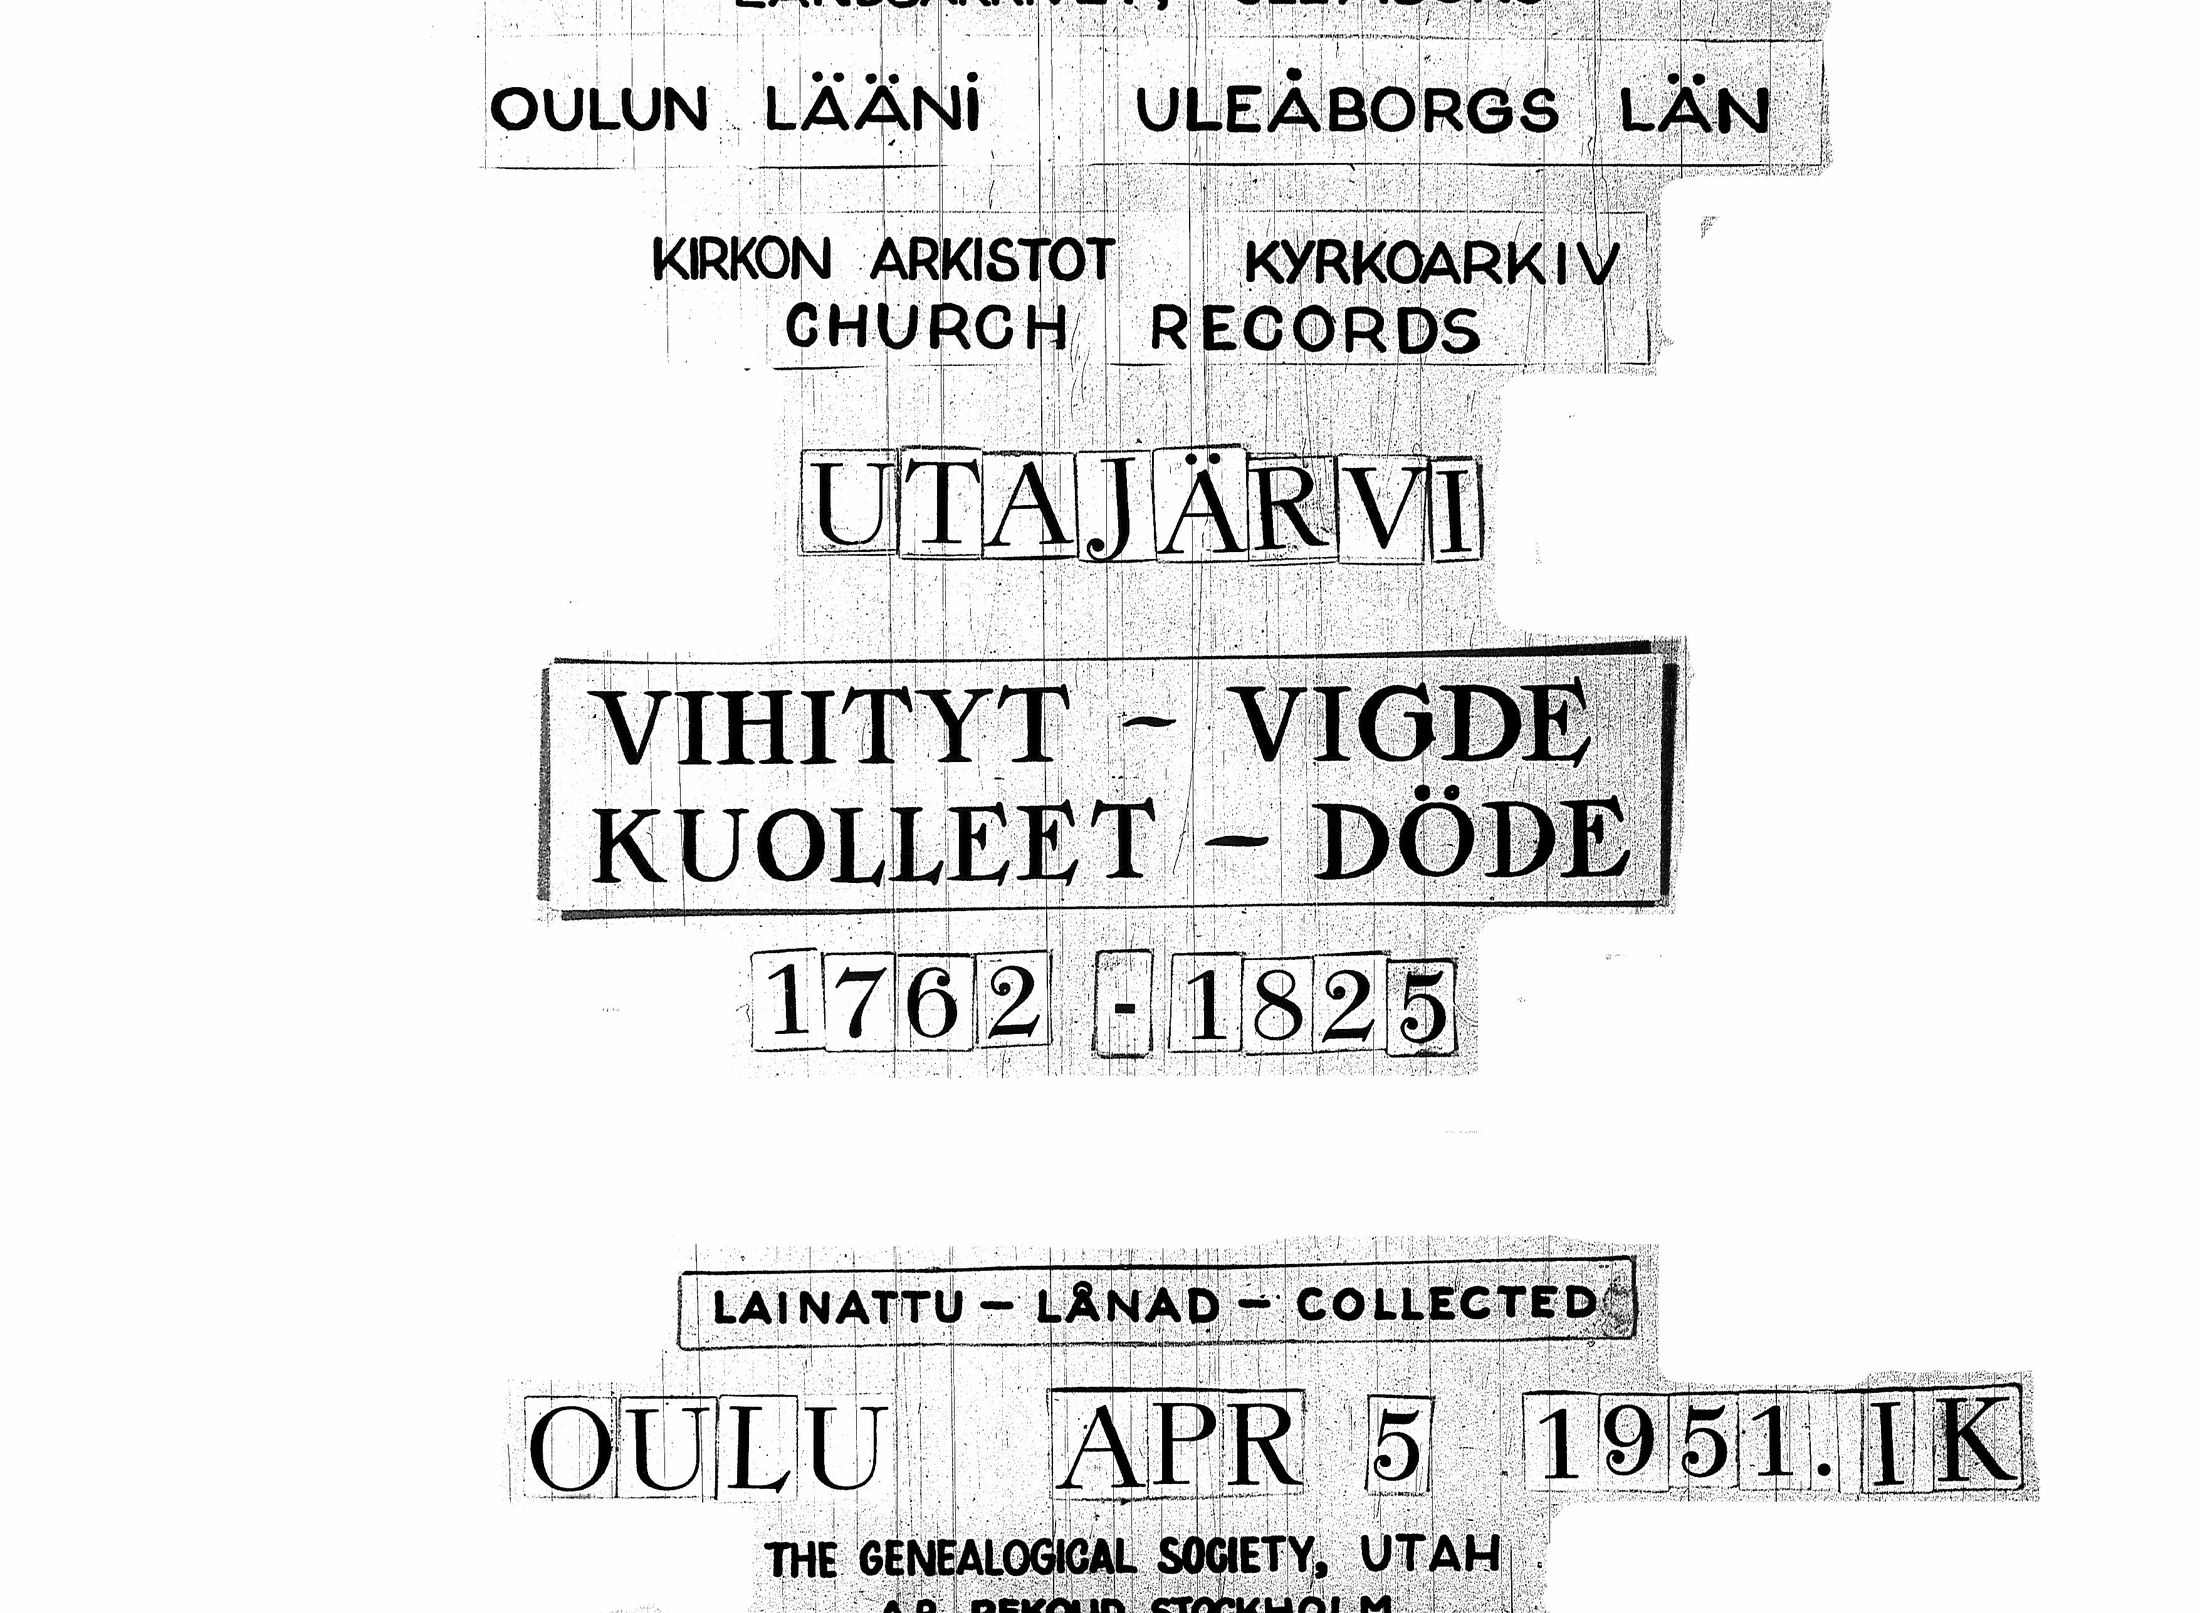 OULUN LÄÄNI ULEÅBORGS LÄN
KIRKON ARKISTOT KYRKOARKIV
CHURCH RECORDS
UTAJÄRVI
VIHITYT - VIGDE
KUOLLEET - DÖDE
1762 - 1825
LAINATTU - LÅNAD - COLLECTED
OULU APR 5 1951. IK
THE GENEALOGICAL SOCIETY, UTAH
STOCKHOLM